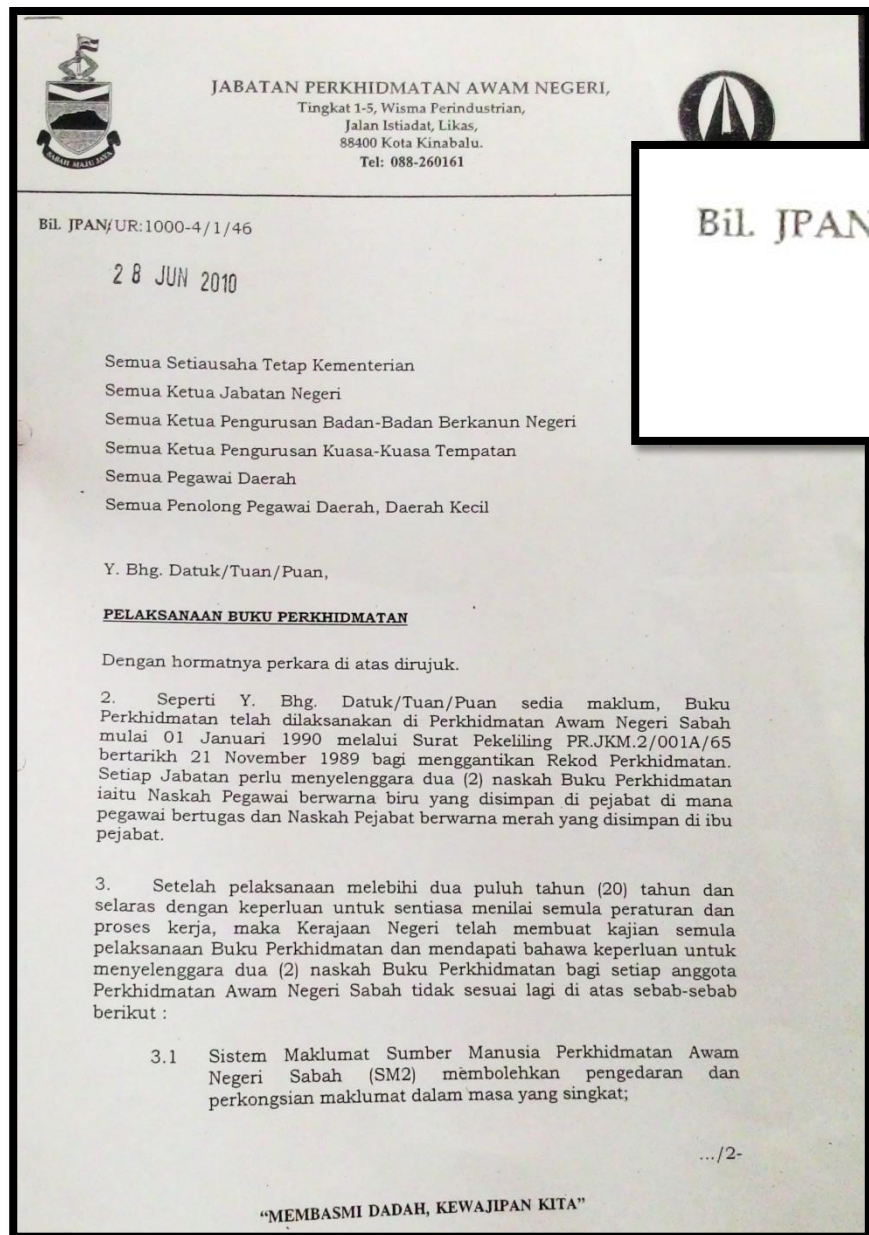 SABAH MAJU JAYA
JABATAN PERKHIDMATAN AWAM NEGERI,
Tingkat 1-5, Wisma Perindustrian,
Jalan Istiadat, Likas,
88400 Kota Kinabalu.
Tel: 088-260161
Bil. JPAN/UR:1000-4/1/46
Bil. JPAN
28 JUN 2010
Semua Setiausaha Tetap Kementerian
Semua Ketua Jabatan Negeri
Semua Ketua Pengurusan Badan-Badan Berkanun Negeri
Semua Ketua Pengurusan Kuasa-Kuasa Tempatan
Semua Pegawai Daerah
Semua Penolong Pegawai Daerah, Daerah Kecil
Y. Bhg. Datuk/Tuan/Puan,
PELAKSANAAN BUKU PERKHIDMATAN
Dengan hormatnya perkara di atas dirujuk.
2. Seperti Y. Bhg. Datuk/Tuan/Puan sedia maklum, Buku
Perkhidmatan telah dilaksanakan di Perkhidmatan Awam Negeri Sabah
mulai 01 Januari 1990 melalui Surat Pekeliling PR.JKM.2/001A/65
bertarikh 21 November 1989 bagi menggantikan Rekod Perkhidmatan.
Setiap Jabatan perlu menyelenggara dua (2) naskah Buku Perkhidmatan
iaitu Naskah Pegawai berwarna biru yang disimpan di pejabat di mana
pegawai bertugas dan Naskah Pejabat berwarna merah yang disimpan di ibu
pejabat.
3. Setelah pelaksanaan melebihi dua puluh tahun (20) tahun dan
selaras dengan keperluan untuk sentiasa menilai semula peraturan dan
proses kerja, maka Kerajaan Negeri telah membuat kajian semula
pelaksanaan Buku Perkhidmatan dan mendapati bahawa keperluan untuk
menyelenggara dua (2) naskah Buku Perkhidmatan bagi setiap anggota
Perkhidmatan Awam Negeri Sabah tidak sesuai lagi di atas sebab-sebab
berikut :
3.1 Sistem Maklumat Sumber Manusia Perkhidmatan Awam
Negeri Sabah (SM2) membolehkan pengedaran dan
perkongsian maklumat dalam masa yang singkat;
.../2-
"MEMBASMI DADAH, KEWAJIPAN KITA"